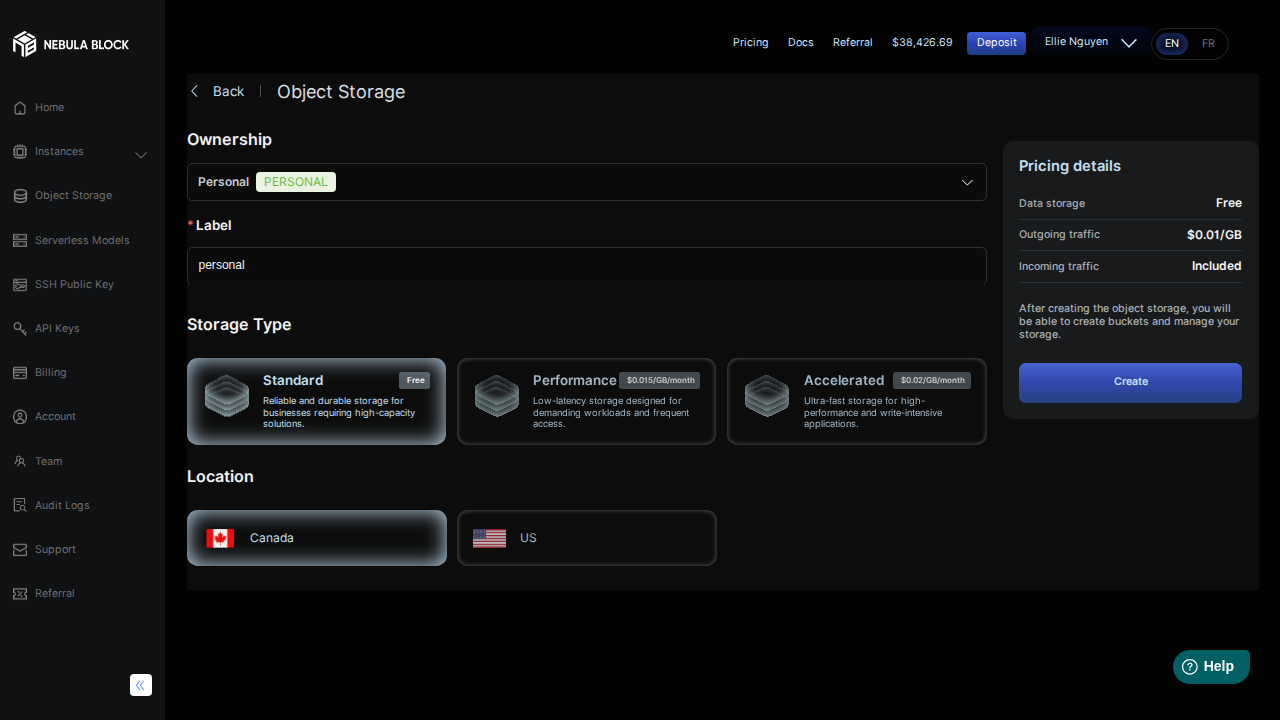 NEBULA BLOCK
Pricing
Docs
Referral
$38,426.69
Deposit
Ellie Nguyen
EN
FR
Home
Instances
Object Storage
Serverless Models
SSH Public Key
API Keys
Billing
Account
Team
Audit Logs
Support
Referral
Back
Object Storage
Ownership
Personal PERSONAL
* Label
personal
Storage Type
Standard
Free
Reliable and durable storage for
businesses requiring high-capacity
solutions.
Performance
$0.015/GB/month
Low-latency storage designed for
demanding workloads and frequent
access.
Accelerated
$0.02/GB/month
Ultra-fast storage for high-
performance and write-intensive
applications.
Location
Canada
US
Pricing details
Data storage Free
Outgoing traffic $0.01/GB
Incoming traffic Included
After creating the object storage, you will
be able to create buckets and manage your
storage.
Create
Help